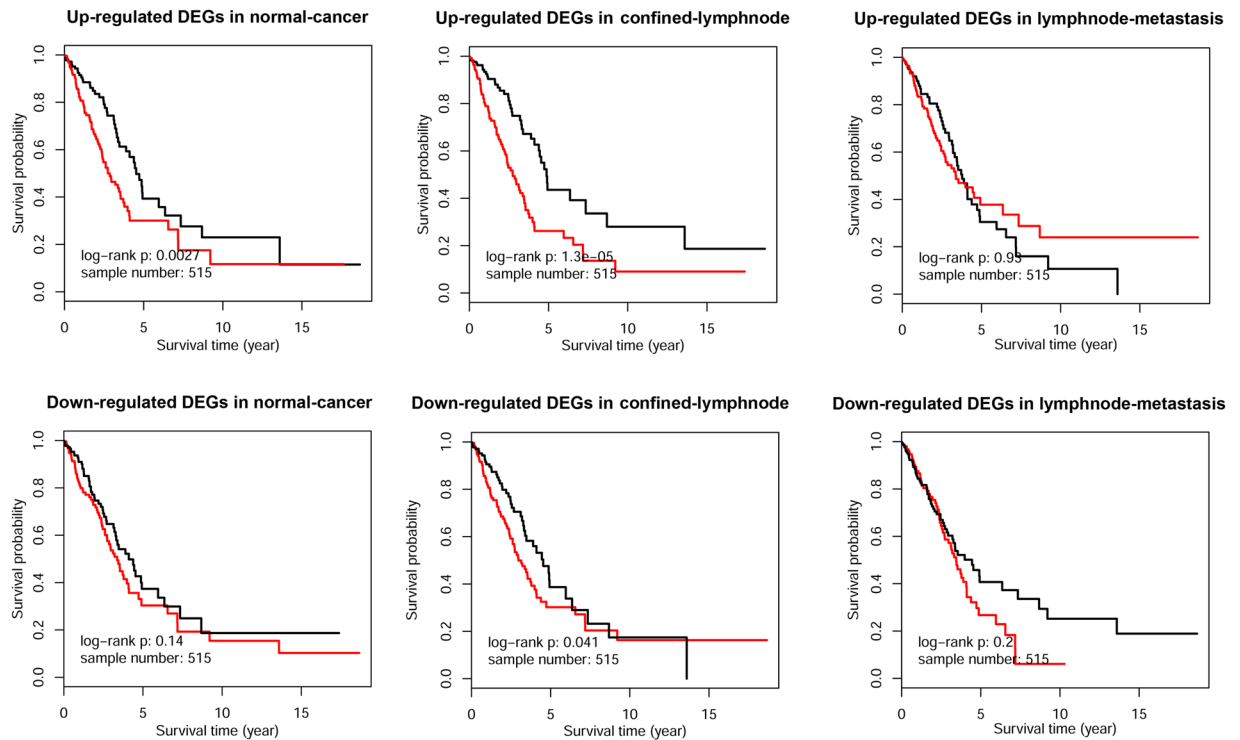 Up-regulated DEGs in normal-cancer
Survival probability
1.0
0.8
0.6
0.4
0.2
0.0
log-rank p: 0.0027
sample number: 515
0 5 10 15
Survival time (year)
Up-regulated DEGs in confined-lymphnode
Survival probability
1.0
0.8
0.6
0.4
0.2
0.0
log-rank p: 1.3e-05
sample number: 515
0 5 10 15
Survival time (year)
Up-regulated DEGs in lymphnode-metastasis
Survival probability
1.0
0.8
0.6
0.4
0.2
0.0
log-rank p: 0.93
sample number: 515
0 5 10 15
Survival time (year)
Down-regulated DEGs in normal-cancer
Survival probability
1.0
0.8
0.6
0.4
0.2
0.0
log-rank p: 0.14
sample number: 515
0 5 10 15
Survival time (year)
Down-regulated DEGs in confined-lymphnode
Survival probability
1.0
0.8
0.6
0.4
0.2
0.0
log-rank p: 0.041
sample number: 515
0 5 10 15
Survival time (year)
Down-regulated DEGs in lymphnode-metastasis
Survival probability
1.0
0.8
0.6
0.4
0.2
0.0
log-rank p: 0.2
sample number: 515
0 5 10 15
Survival time (year)